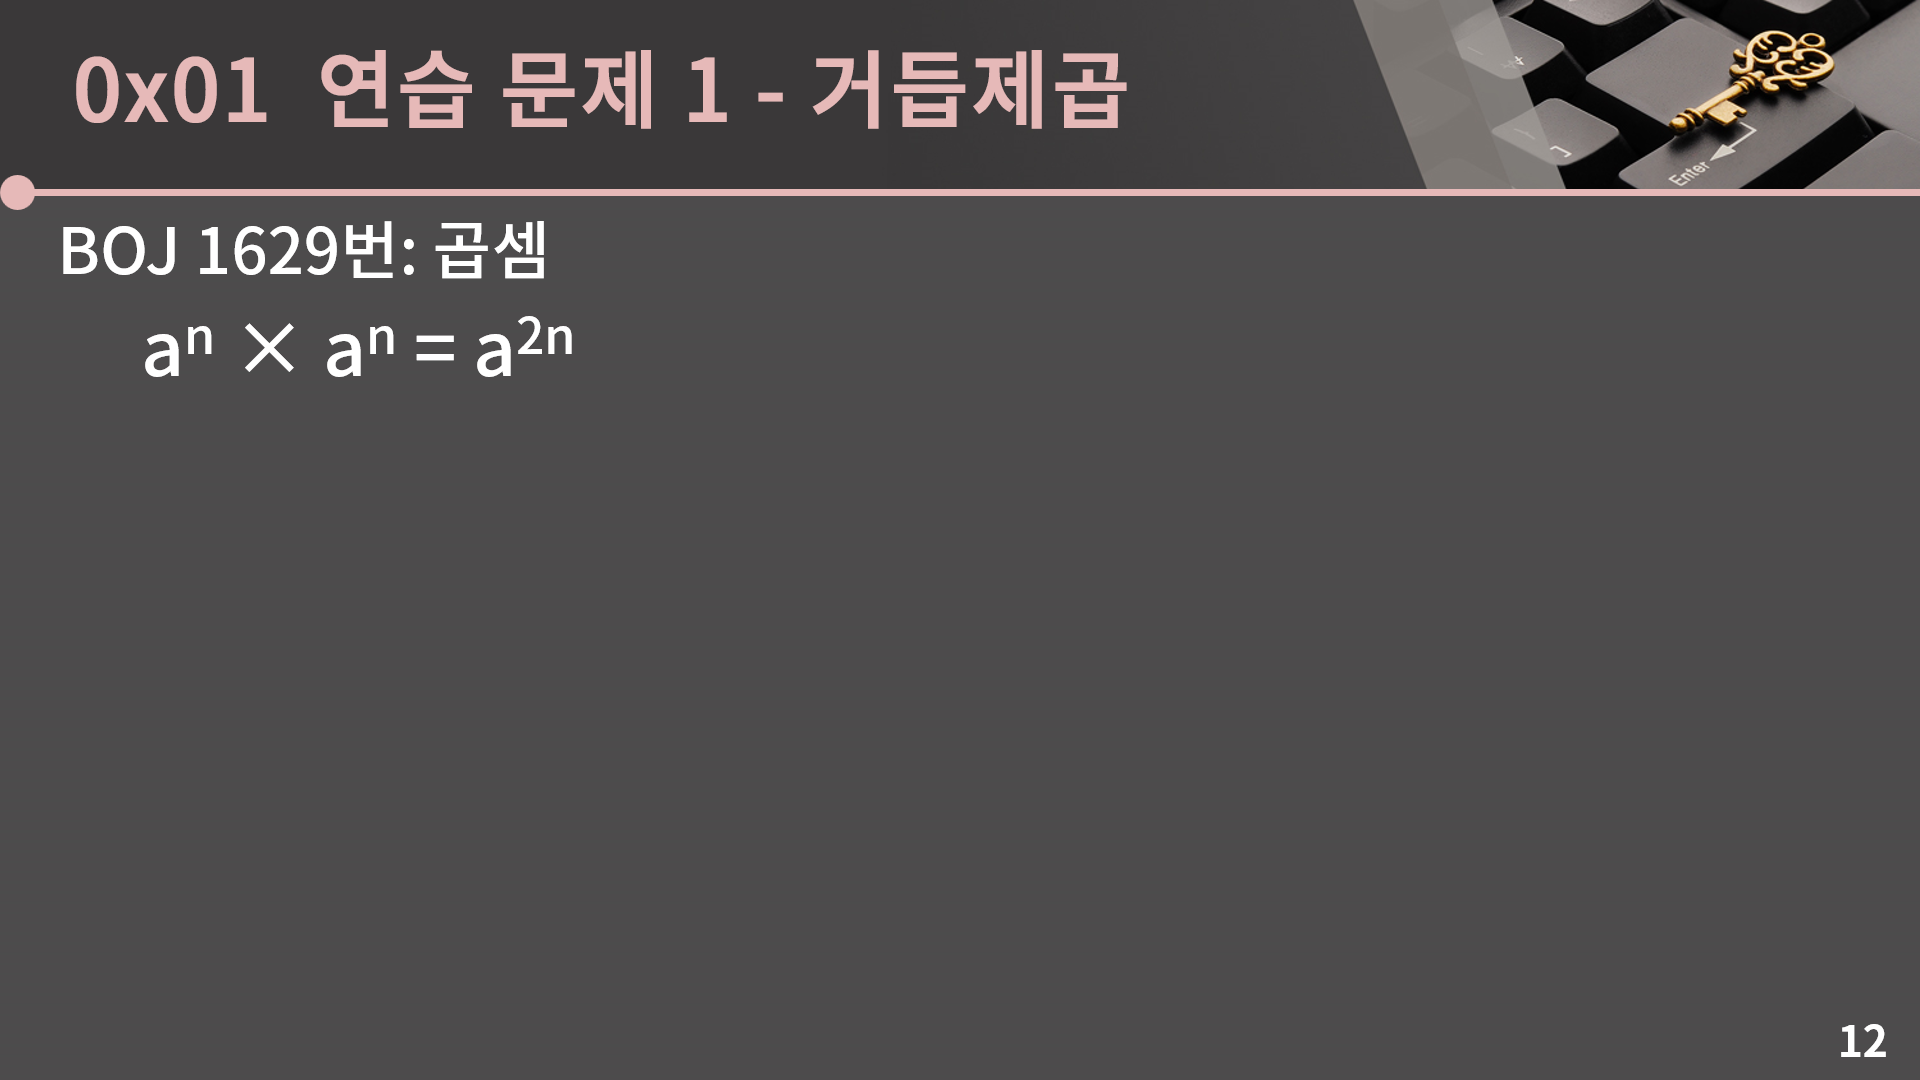 0x01 연습 문제 1 - 거듭제곱
Enter
BOJ 1629번: 곱셈
aⁿ × aⁿ = a²ⁿ
12